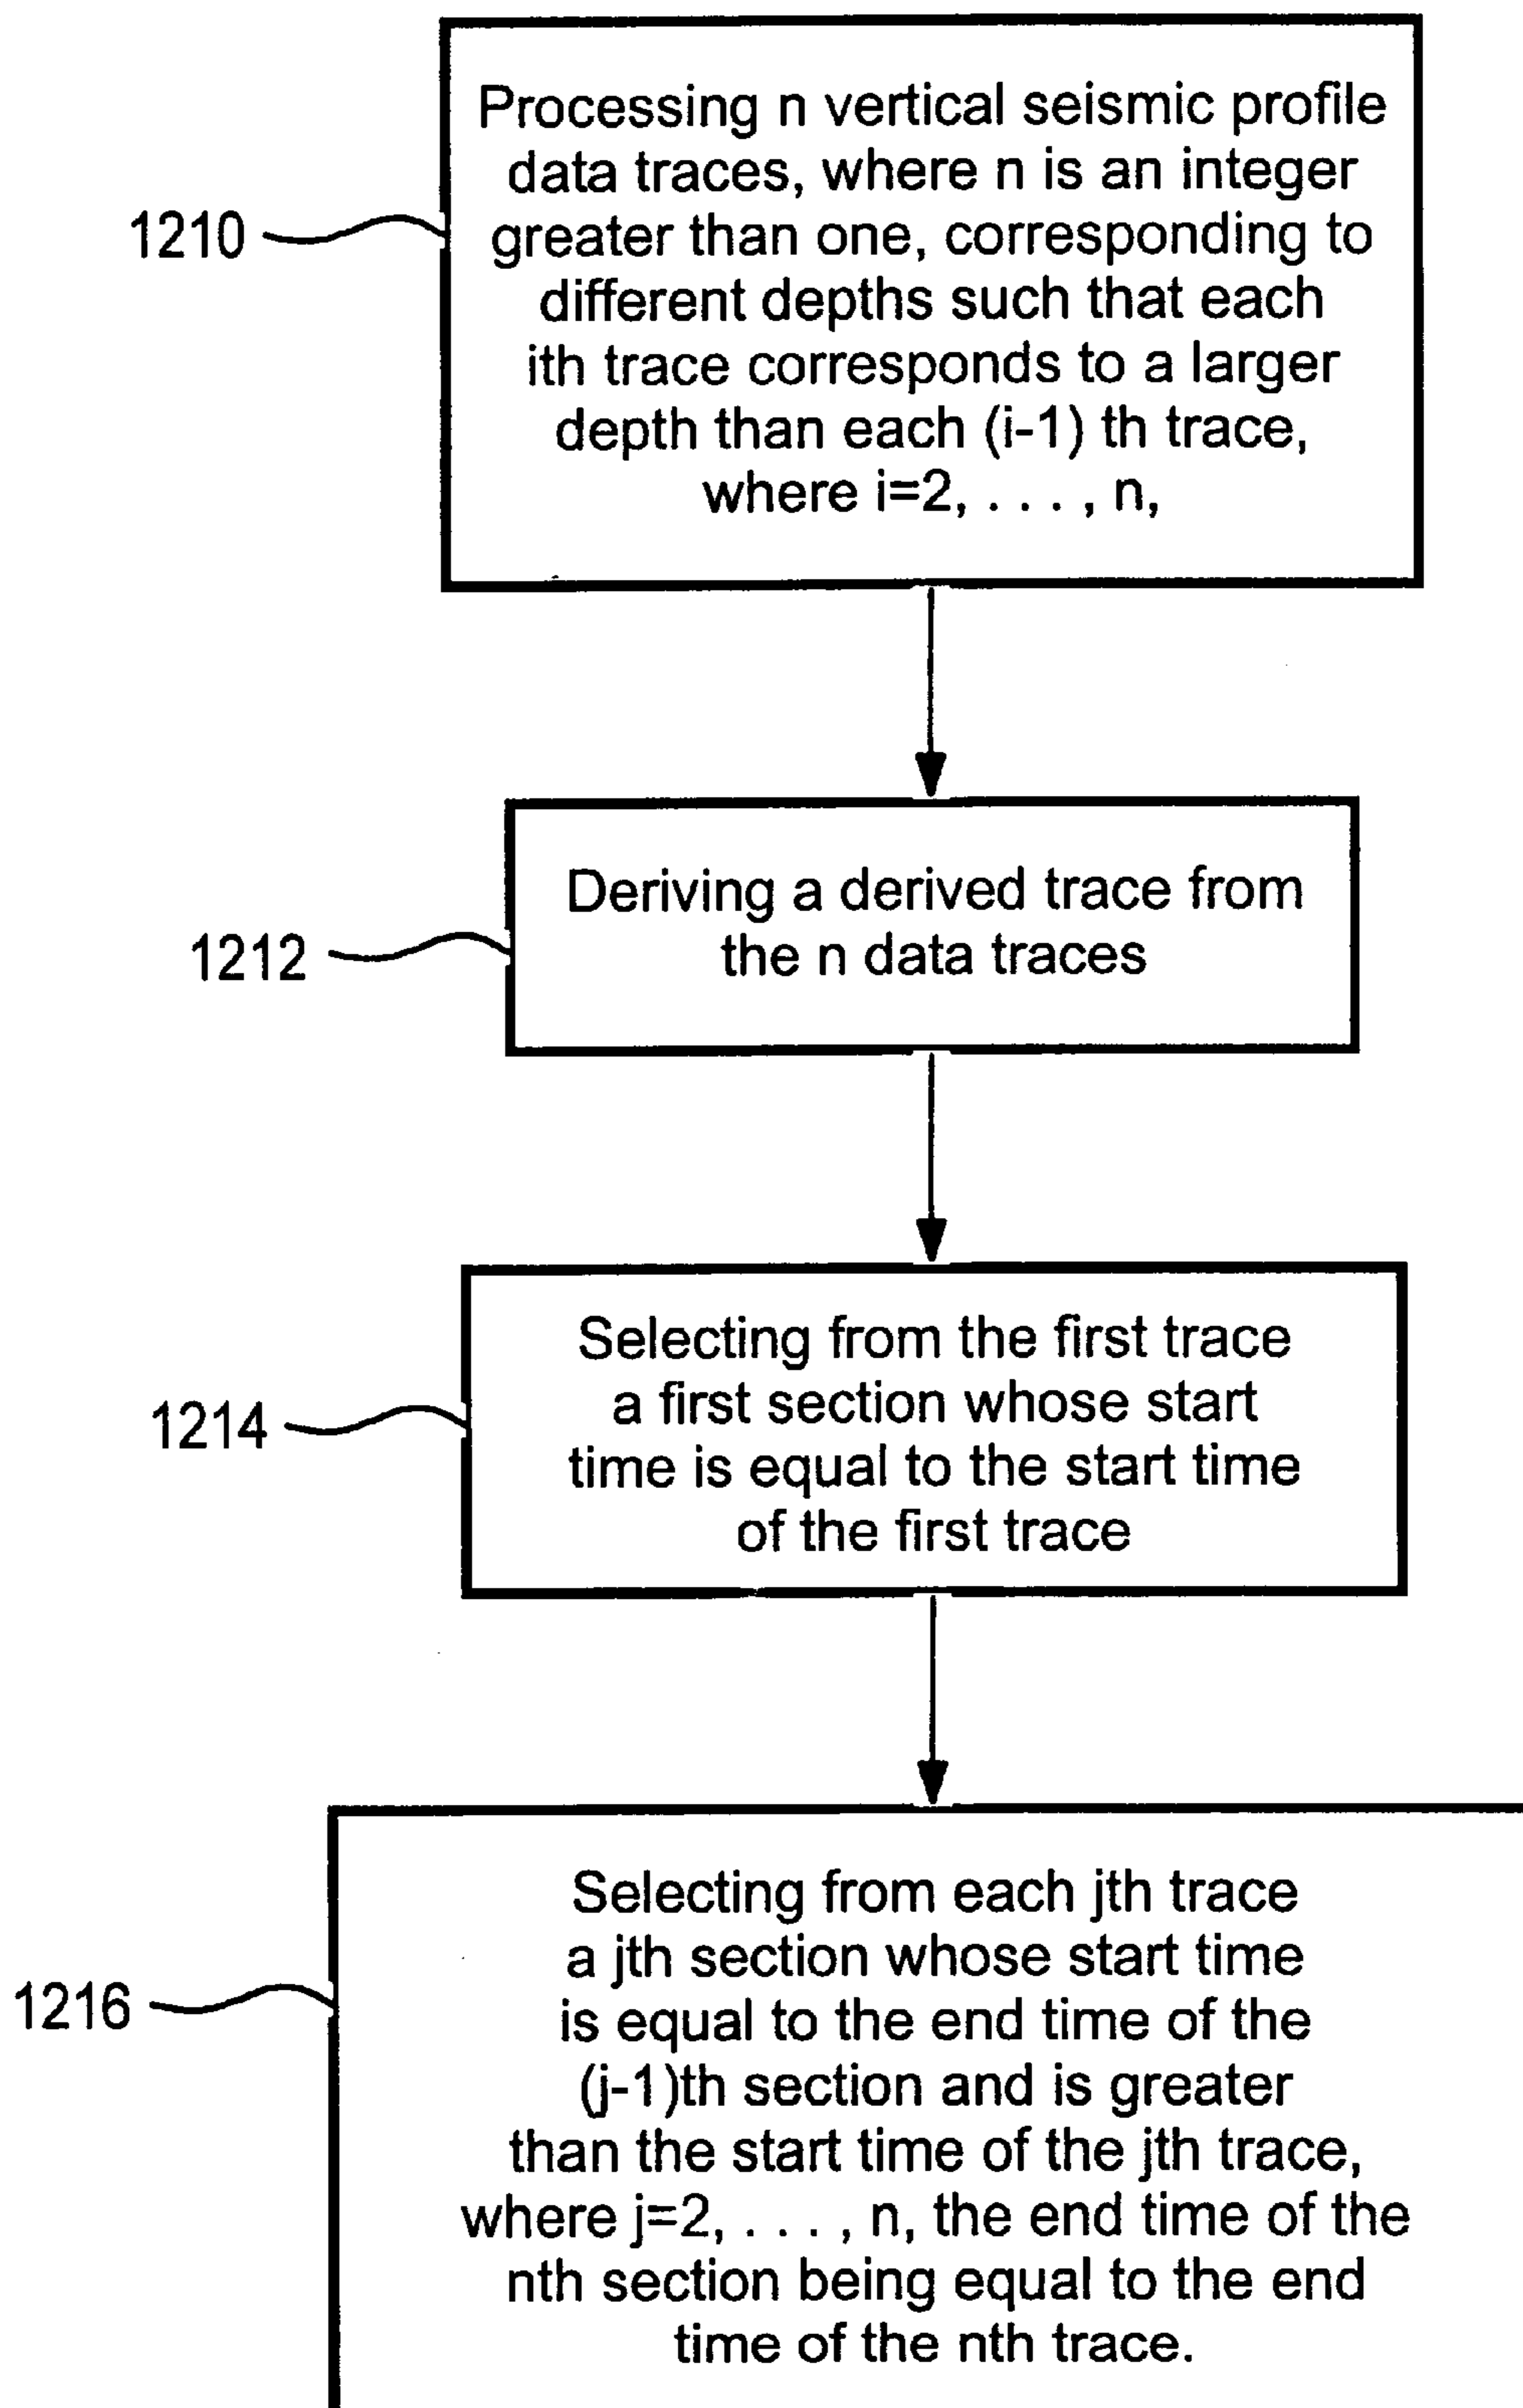 Processing n vertical seismic profile
data traces, where n is an integer
greater than one, corresponding to
different depths such that each
ith trace corresponds to a larger
depth than each (i-1) th trace,
where i=2, . . . , n,
1210
Deriving a derived trace from
the n data traces
1212
Selecting from the first trace
a first section whose start
time is equal to the start time
of the first trace
1214
Selecting from each jth trace
a jth section whose start time
is equal to the end time of the
(j-1)th section and is greater
than the start time of the jth trace,
where j=2, . . . , n, the end time of the
nth section being equal to the end
time of the nth trace.
1216